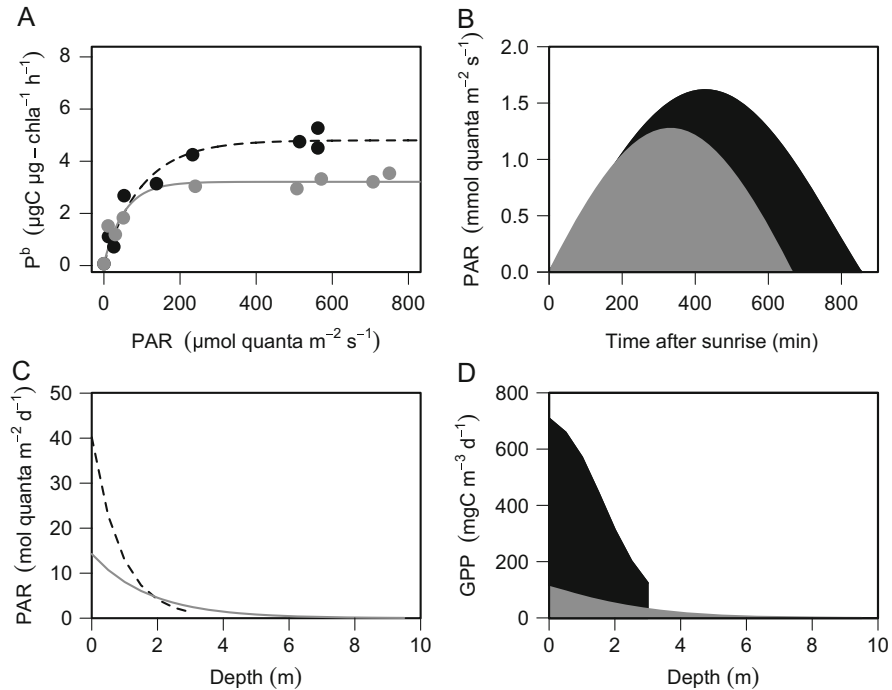 A
8
6
4
2
0
P^b (µgC µg – chla⁻¹ h⁻¹)
0 200 400 600 800
PAR (µmol quanta m⁻² s⁻¹)
B
2.0
1.5
1.0
0.5
0.0
PAR (mmol quanta m⁻² s⁻¹)
0 200 400 600 800
Time after sunrise (min)
C
50
40
30
20
10
0
PAR (mol quanta m⁻² d⁻¹)
0 2 4 6 8 10
Depth (m)
D
800
600
400
200
0
GPP (mgC m⁻³ d⁻¹)
0 2 4 6 8 10
Depth (m)